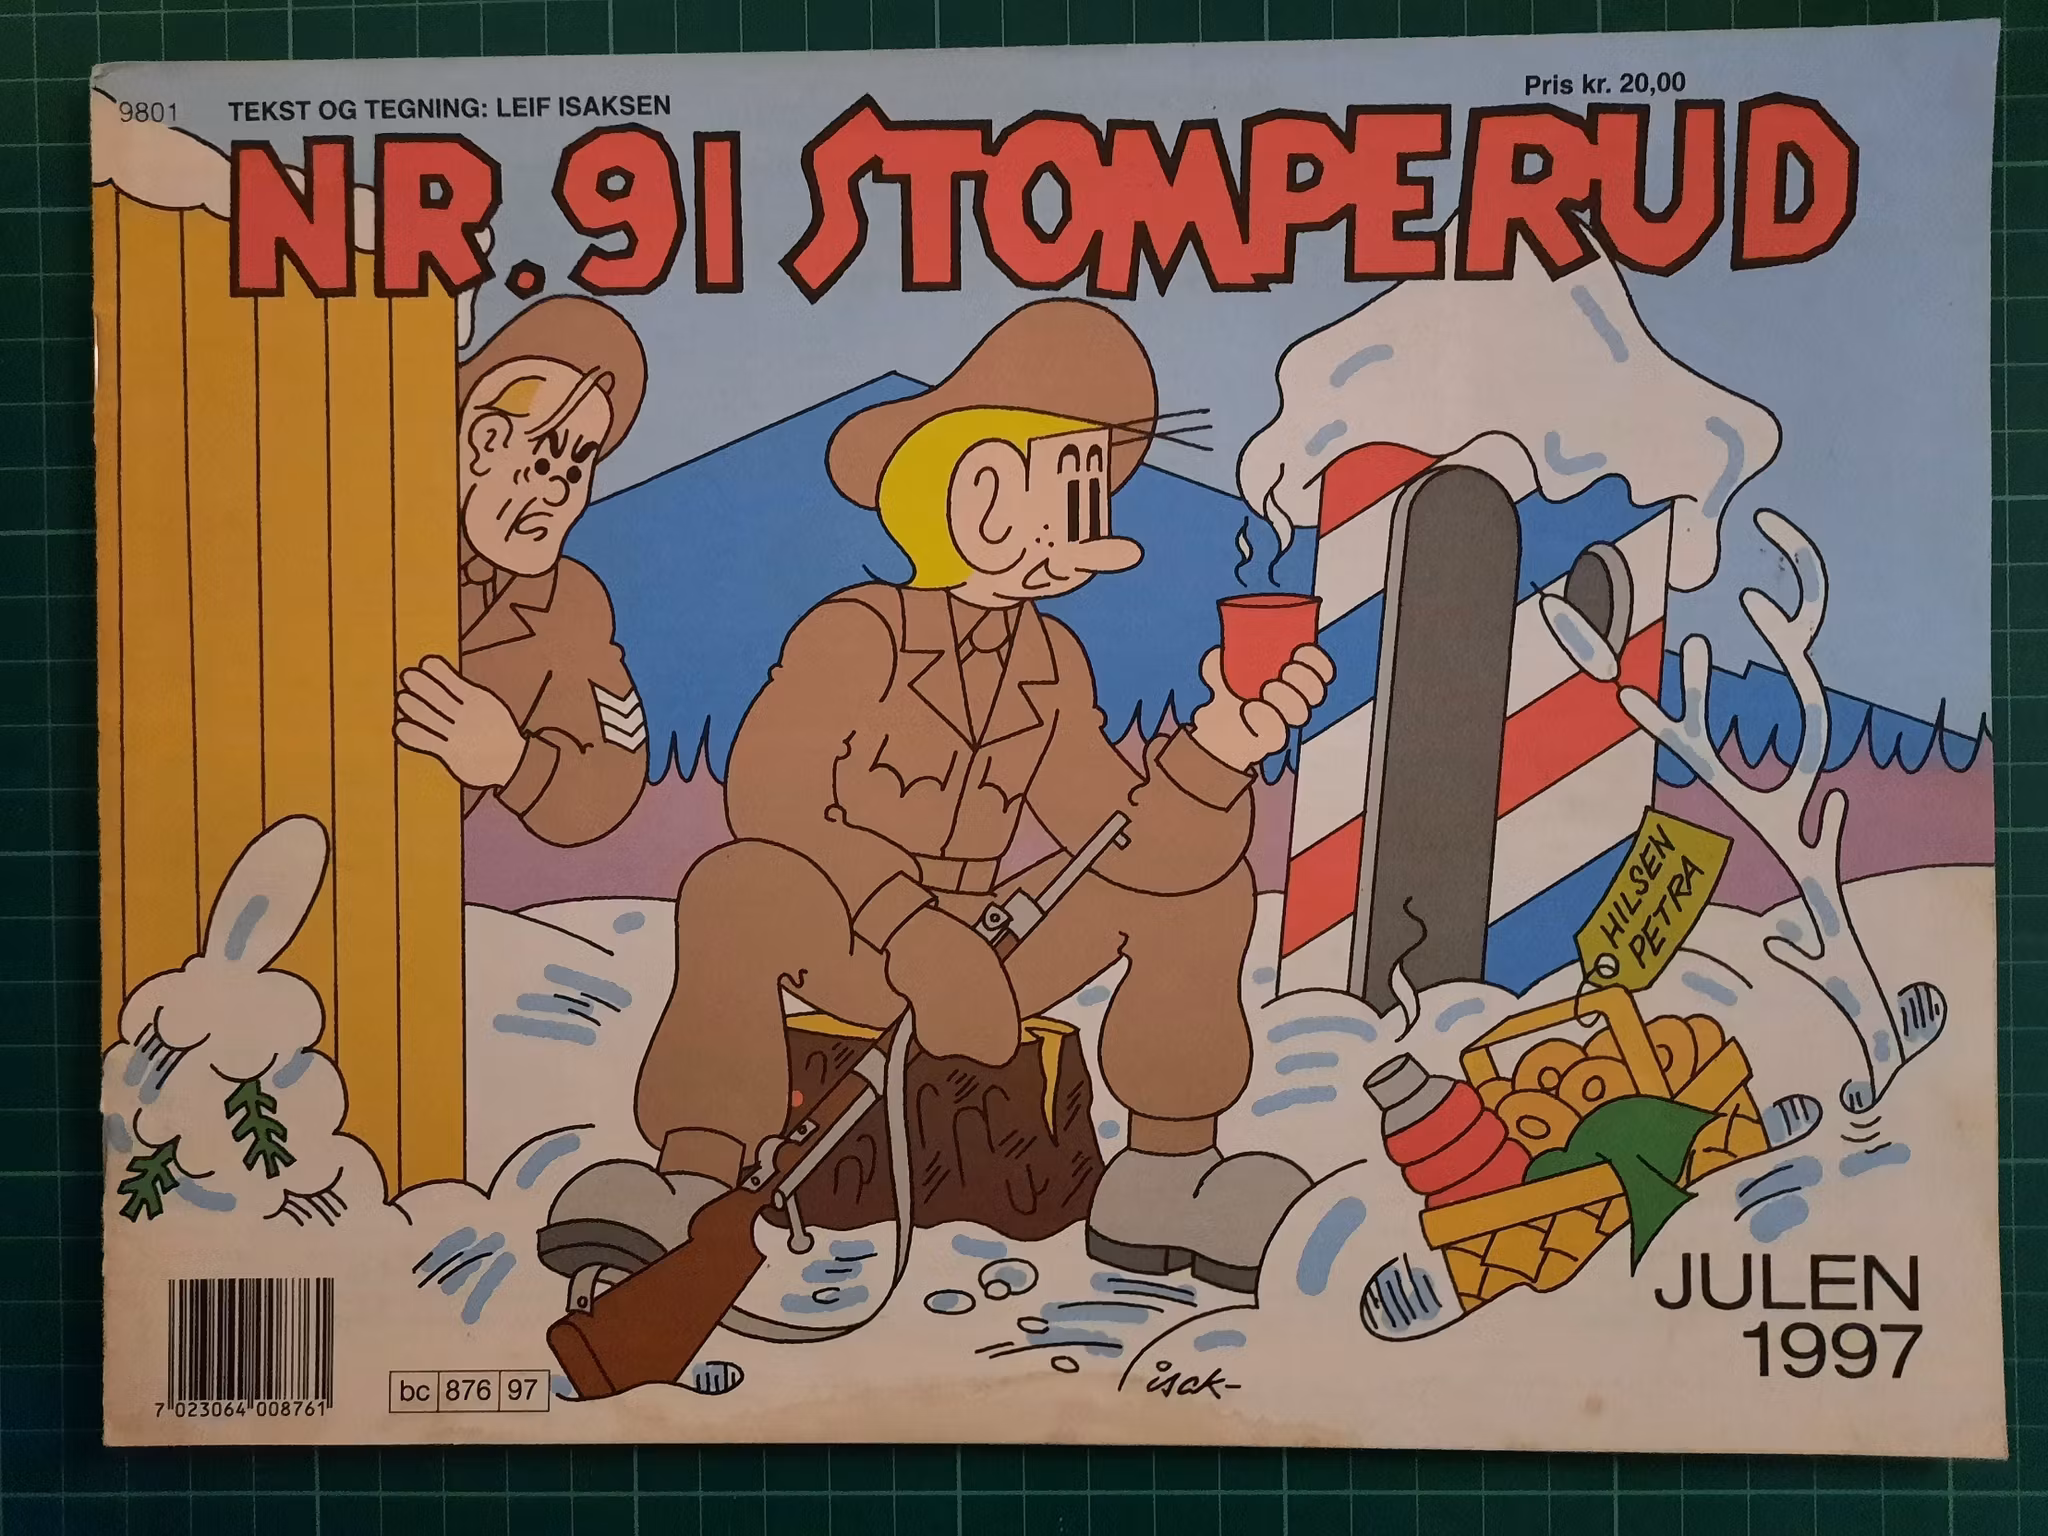 9801
TEKST OG TEGNING: LEIF ISAKSEN
Pris kr. 20,00
NR. 91 STOMPERUD
HILSEN
PETRA
JULEN
1997
isak-
bc 876 97
7 023064 008761